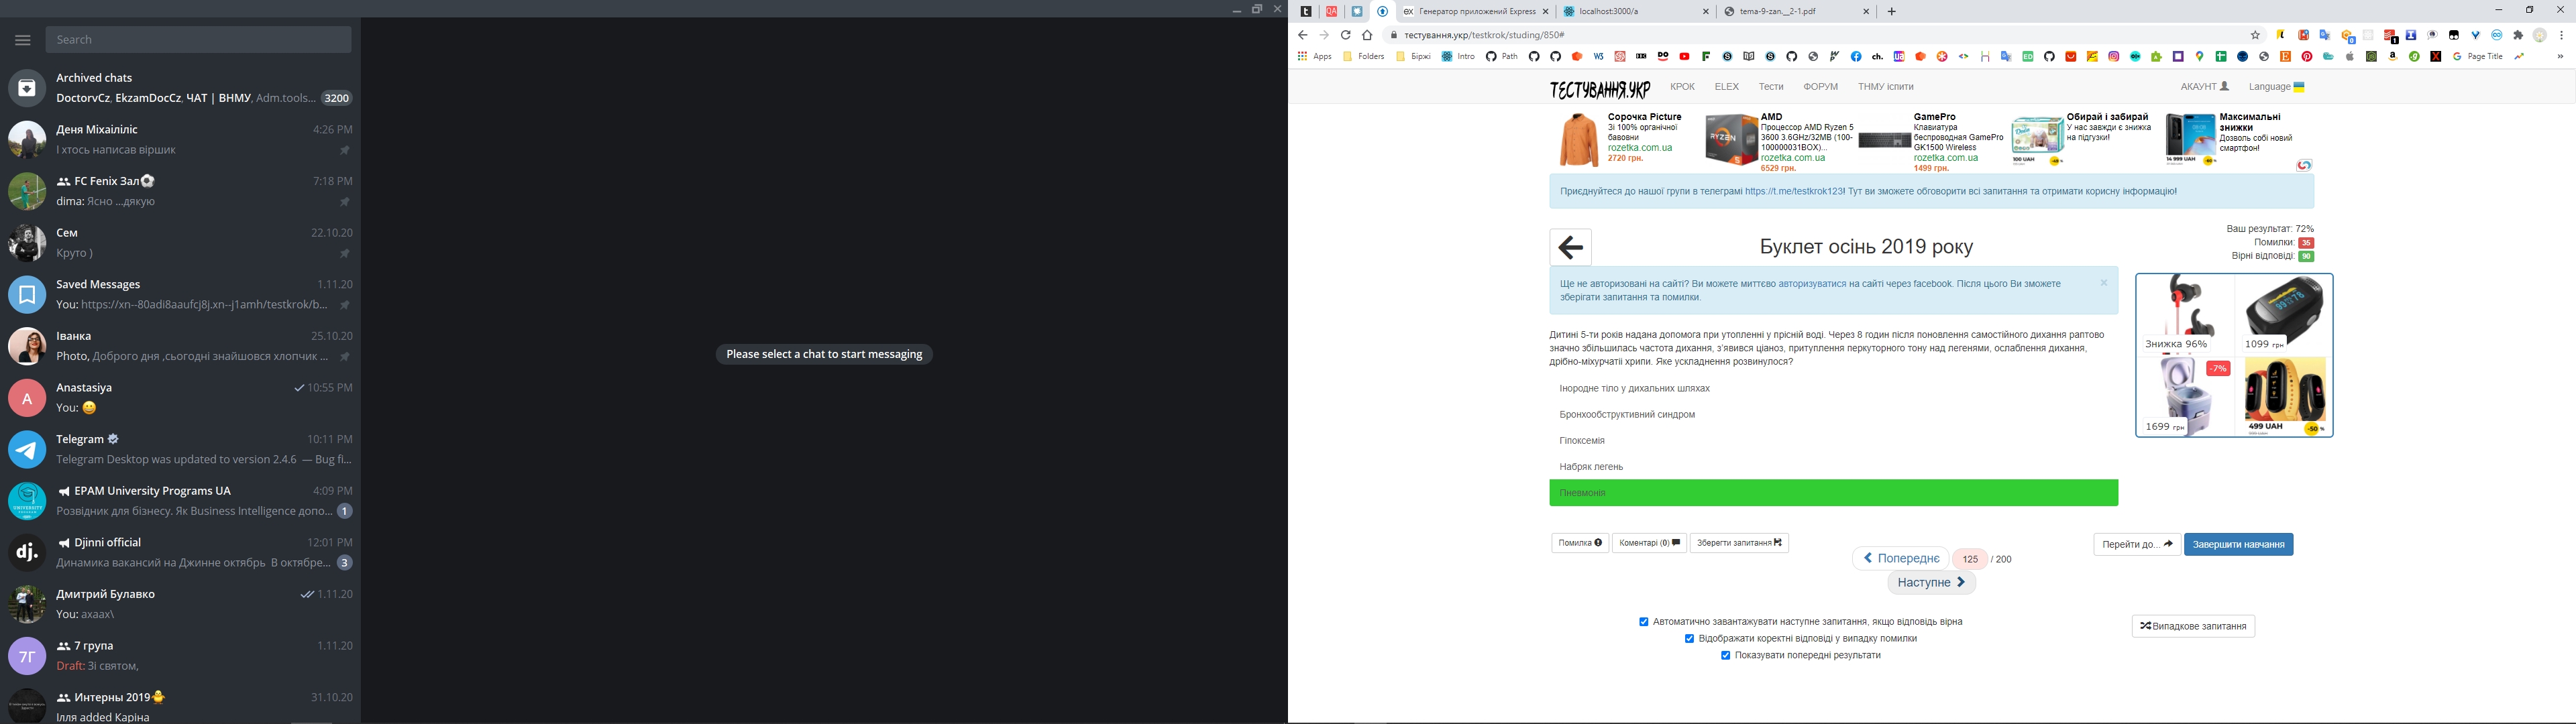 Search
Archived chats
DoctorvCz, EkzamDocCz, ЧАТ | ВНМУ, Adm.tools... 3200
Деня Міхаіліліс 4:26 PM
І хтось написав віршик
FC Fenix Зал⚽ 7:18 PM
dima: Ясно ...дякую
Сем 22.10.20
Круто )
Saved Messages 1.11.20
You: https://xn--80adi8aaufcj8j.xn--j1amh/testkrok/b...
Іванка 25.10.20
Photo, Доброго дня ,сьогодні знайшовся хлопчик ...
A
Anastasiya 10:55 PM
You: 😀
Telegram 10:11 PM
Telegram Desktop was updated to version 2.4.6 — Bug fi...
EPAM University Programs UA 4:09 PM
Розвідник для бізнесу. Як Business Intelligence допо... 1
dj.
Djinni official 12:01 PM
Динамика вакансий на Джинне октябрь В октябре... 3
Дмитрий Булавко 1.11.20
You: ахаах\
7Г
7 група 1.11.20
Draft: Зі святом,
Интерны 2019🐥 31.10.20
Ілля added Каріна
Please select a chat to start messaging
Генератор приложений Express
localhost:3000/a
tema-9-zan.__2-1.pdf
тестування.укр/testkrok/studing/850#
Apps Folders Біржі Intro Path Page Title
ТЕСТУВАННЯ.УКР КРОК ELEX Тести ФОРУМ ТНМУ іспити АКАУНТ Language
Сорочка Picture
Зі 100% органічної
бавовни
rozetka.com.ua
2720 грн.
RYZEN
AMD
Процессор AMD Ryzen 5
3600 3.6GHz/32MB (100-
100000031BOX)...
rozetka.com.ua
6529 грн.
GamePro
Клавиатура
беспроводная GamePro
GK1500 Wireless
rozetka.com.ua
1499 грн.
Обирай і забирай
У нас завжди є знижка
на підгузки!
100 UAH
Максимальні
знижки
Дозволь собі новий
смартфон!
14 999 UAH
Приєднуйтеся до нашої групи в телеграмі https://t.me/testkrok123! Тут ви зможете обговорити всі запитання та отримати корисну інформацію!
Буклет осінь 2019 року
Ваш результат: 72%
Помилки: 35
Вірні відповіді: 90
Ще не авторизовані на сайті? Ви можете миттєво авторизуватися на сайті через facebook. Після цього Ви зможете
зберігати запитання та помилки.
Дитині 5-ти років надана допомога при утопленні у прісній воді. Через 8 годин після поновлення самостійного дихання раптово
значно збільшилась частота дихання, з'явився ціаноз, притуплення перкуторного тону над легенями, ослаблення дихання,
дрібно-міхурчаті хрипи. Яке ускладнення розвинулося?
Інородне тіло у дихальних шляхах
Бронхообструктивний синдром
Гіпоксемія
Набряк легень
Пневмонія
Знижка 96%
1099 грн
-7%
1699 грн
499 UAH
-50 %
Помилка
Коментарі (0)
Зберегти запитання
Попереднє 125 / 200
Наступне
Перейти до...
Завершити навчання
Автоматично завантажувати наступне запитання, якщо відповідь вірна
Відображати коректні відповіді у випадку помилки
Показувати попередні результати
Випадкове запитання